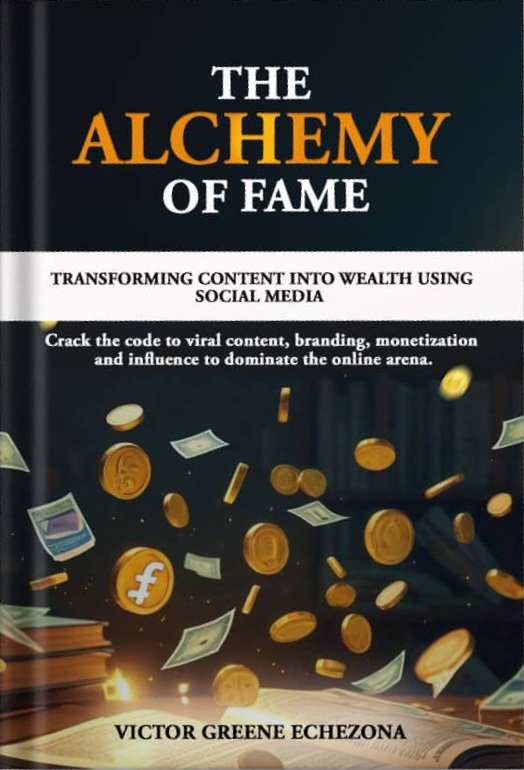 THE
ALCHEMY
OF FAME
TRANSFORMING CONTENT INTO WEALTH USING
SOCIAL MEDIA
Crack the code to viral content, branding, monetization
and influence to dominate the online arena.
VICTOR GREENE ECHEZONA